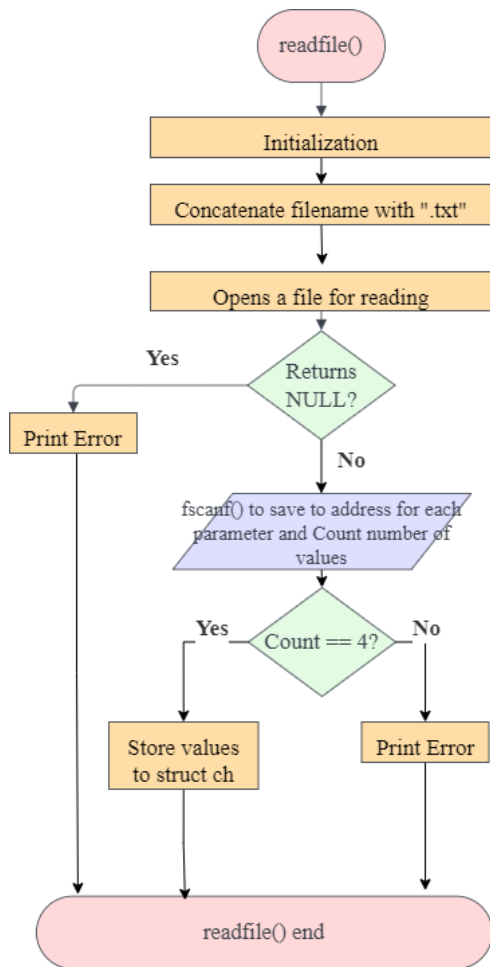 readfile()
Initialization
Concatenate filename with ".txt"
Opens a file for reading
Yes
Returns
NULL?
Print Error
No
fscanf() to save to address for each
parameter and Count number of
values
Yes
Count == 4?
No
Store values
to struct ch
Print Error
readfile() end